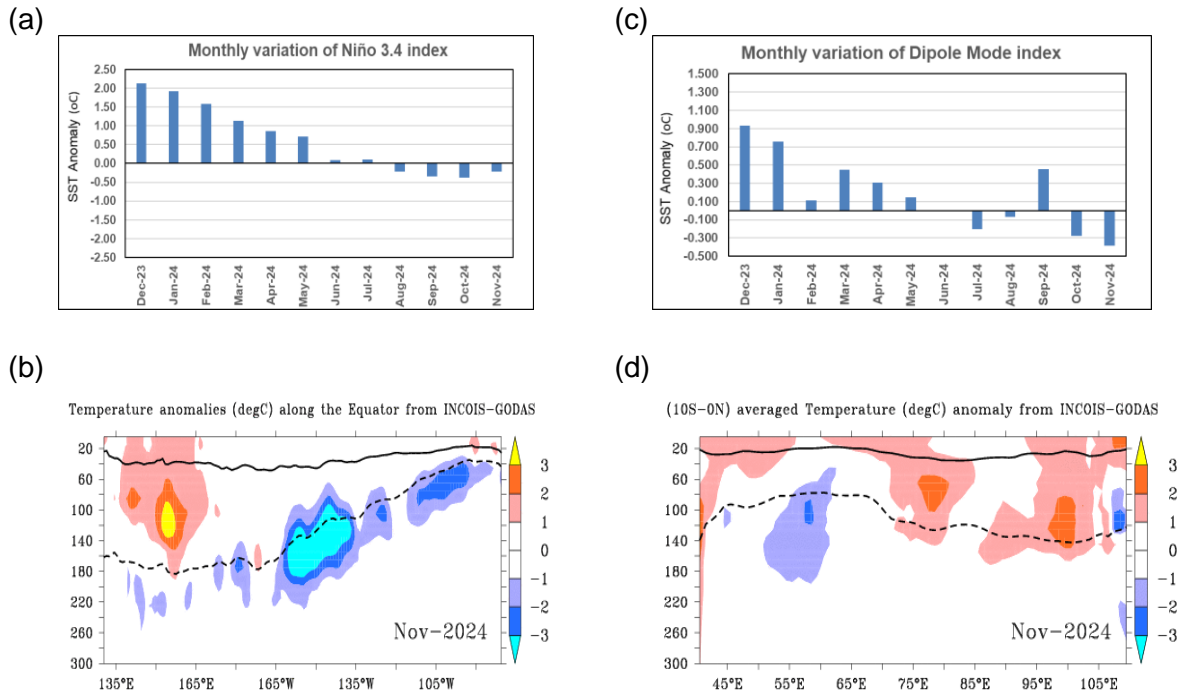 (a)
Monthly variation of Niño 3.4 index
SST Anomaly (oC)
2.50
2.00
1.50
1.00
0.50
0.00
-0.50
-1.00
-1.50
-2.00
-2.50
Dec-23
Jan-24
Feb-24
Mar-24
Apr-24
May-24
Jun-24
Jul-24
Aug-24
Sep-24
Oct-24
Nov-24
(c)
Monthly variation of Dipole Mode index
SST Anomaly (oC)
1.500
1.300
1.100
0.900
0.700
0.500
0.300
0.100
-0.100
-0.300
-0.500
Dec-23
Jan-24
Feb-24
Mar-24
Apr-24
May-24
Jun-24
Jul-24
Aug-24
Sep-24
Oct-24
Nov-24
(b)
Temperature anomalies (degC) along the Equator from INCOIS-GODAS
20
60
100
140
180
220
260
300
135°E 165°E 165°W 135°W 105°W
Nov-2024
3
2
1
0
-1
-2
-3
(d)
(10S-0N) averaged Temperature (degC) anomaly from INCOIS-GODAS
20
60
100
140
180
220
260
300
45°E 55°E 65°E 75°E 85°E 95°E 105°E
Nov-2024
3
2
1
0
-1
-2
-3